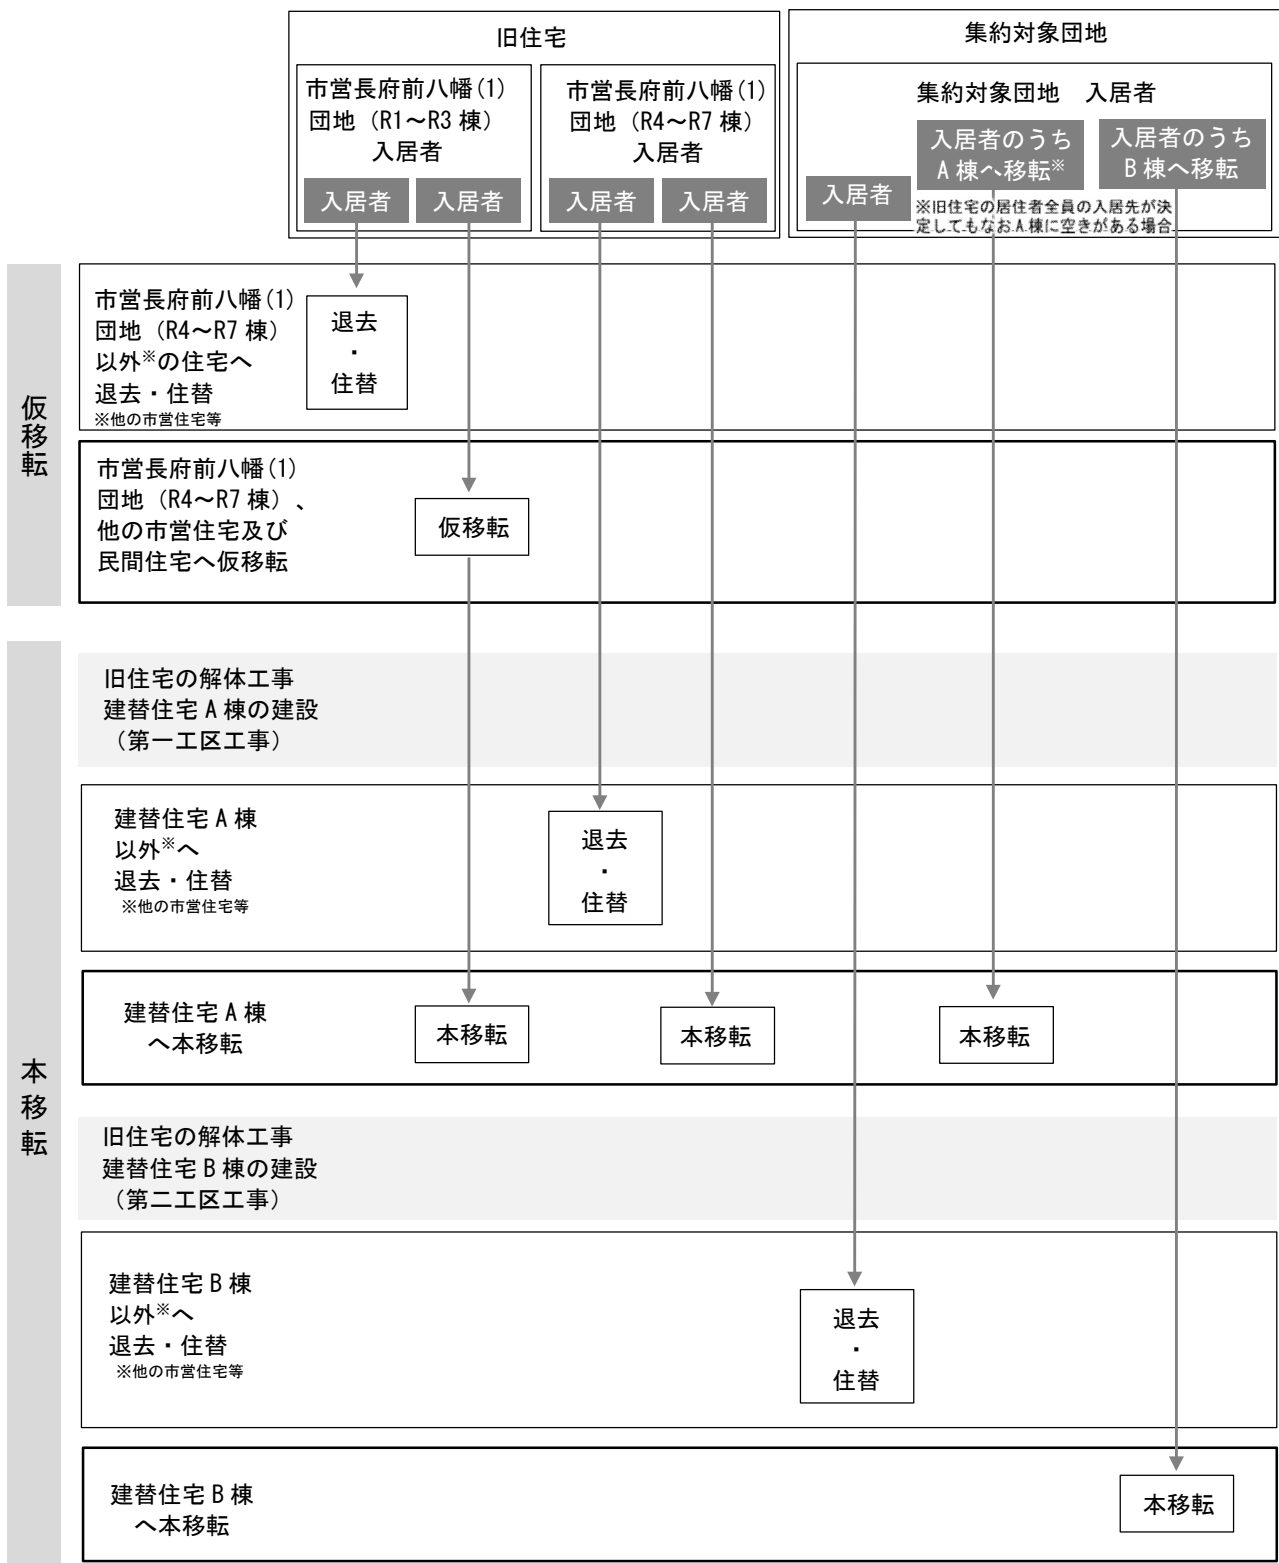 旧住宅
市営長府前八幡(1)
団地（R1～R3 棟）
入居者
入居者
入居者
市営長府前八幡(1)
団地（R4～R7 棟）
入居者
入居者
入居者
集約対象団地
集約対象団地　入居者
入居者
入居者のうち
A 棟へ移転※
入居者のうち
B 棟へ移転
※旧住宅の居住者全員の入居先が決
定してもなお A 棟に空きがある場合
仮移転
市営長府前八幡(1)
団地（R4～R7 棟）
以外※の住宅へ
退去・住替
※他の市営住宅等
退去
・
住替
市営長府前八幡(1)
団地（R4～R7 棟）、
他の市営住宅及び
民間住宅へ仮移転
仮移転
本移転
旧住宅の解体工事
建替住宅 A 棟の建設
（第一工区工事）
建替住宅 A 棟
以外※へ
退去・住替
※他の市営住宅等
退去
・
住替
建替住宅 A 棟
へ本移転
本移転
本移転
本移転
旧住宅の解体工事
建替住宅 B 棟の建設
（第二工区工事）
建替住宅 B 棟
以外※へ
退去・住替
※他の市営住宅等
退去
・
住替
建替住宅 B 棟
へ本移転
本移転